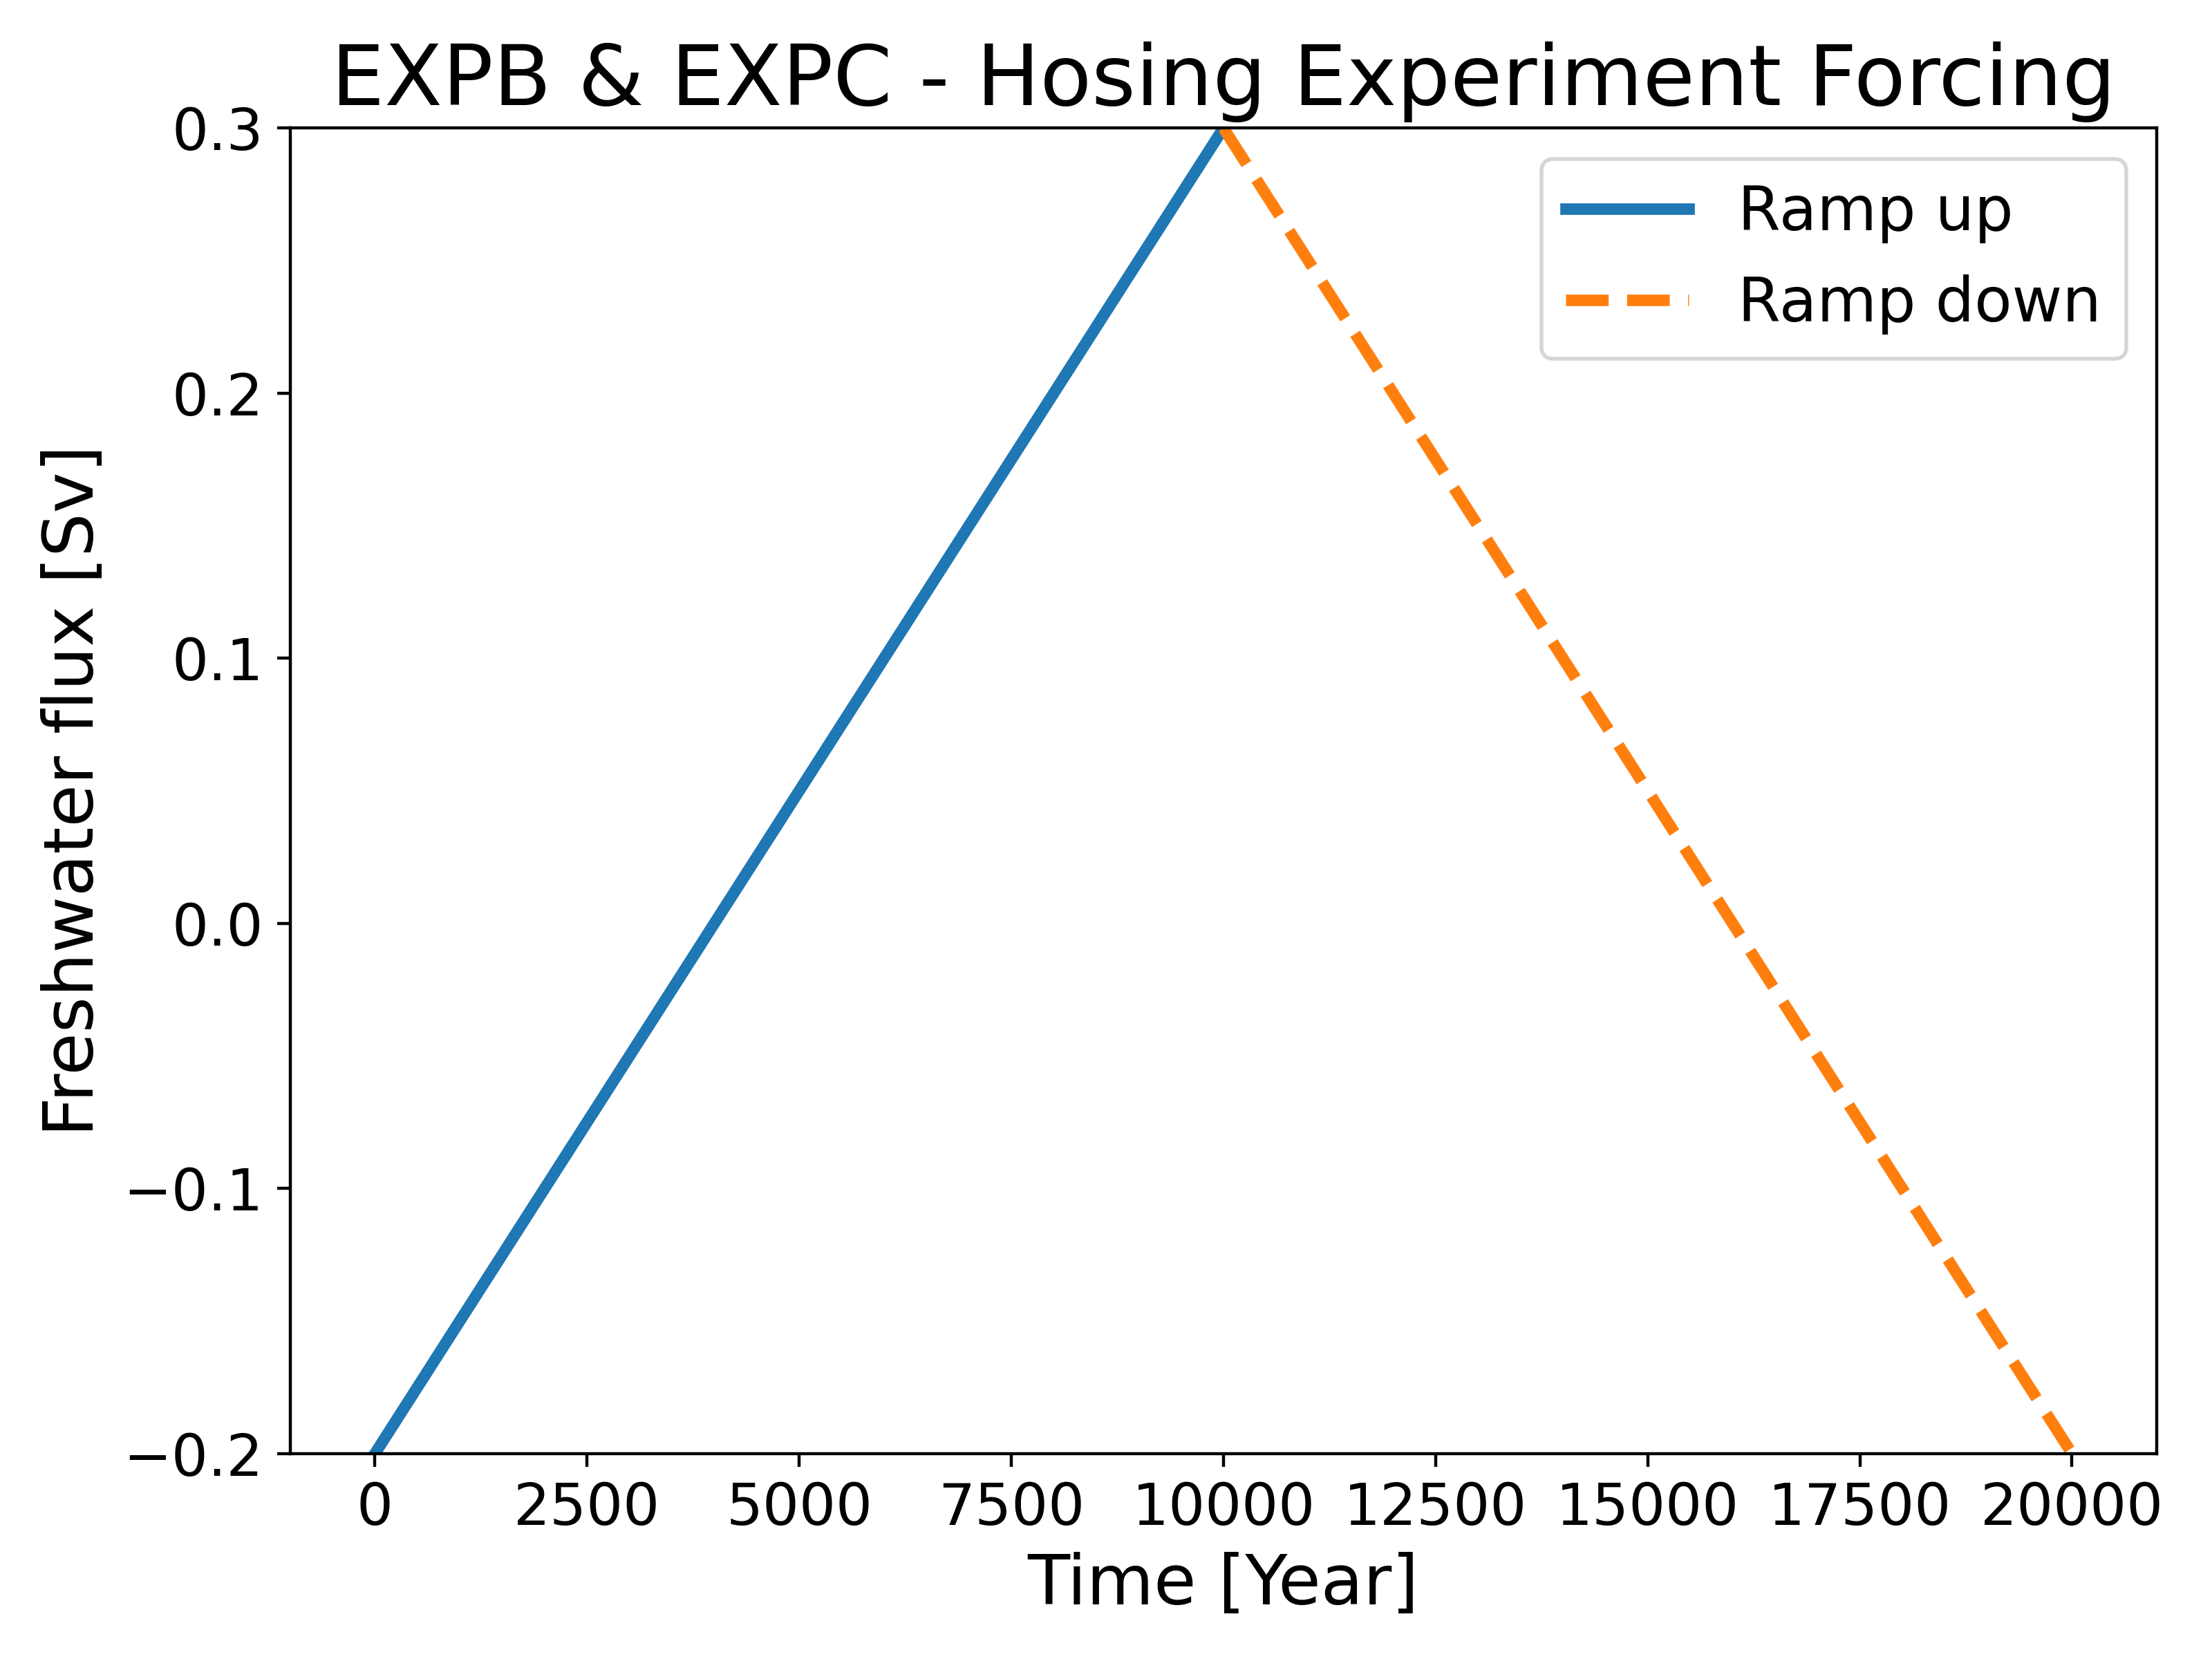 EXPB & EXPC - Hosing Experiment Forcing
0.3
0.2
0.1
0.0
−0.1
−0.2
Freshwater flux [Sv]
Ramp up
Ramp down
0 2500 5000 7500 10000 12500 15000 17500 20000
Time [Year]